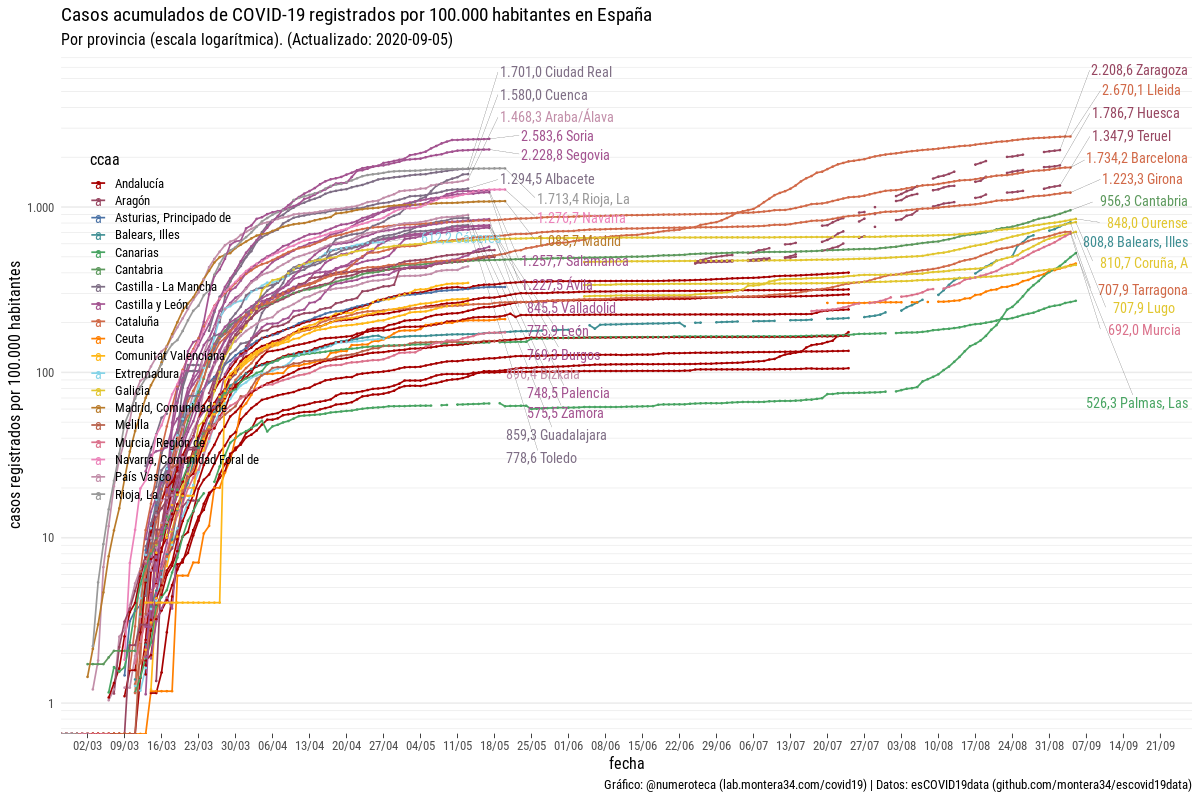 Casos acumulados de COVID-19 registrados por 100.000 habitantes en España
Por provincia (escala logarítmica). (Actualizado: 2020-09-05)
casos registrados por 100.000 habitantes
1.000
100
10
1
ccaa
Andalucía
Aragón
Asturias, Principado de
Balears, Illes
Canarias
Cantabria
Castilla - La Mancha
Castilla y León
Cataluña
Ceuta
Comunitat Valenciana
Extremadura
Galicia
Madrid, Comunidad de
Melilla
Murcia, Región de
Navarra, Comunidad Foral de
País Vasco
Rioja, La
1.701,0 Ciudad Real
1.580,0 Cuenca
1.468,3 Araba/Álava
2.583,6 Soria
2.228,8 Segovia
1.294,5 Albacete
1.713,4 Rioja, La
1.276,7 Navarra
1.085,7 Madrid
1.257,7 Salamanca
1.227,5 Ávila
845,5 Valladolid
775,9 León
769,3 Burgos
Bizkaia
748,5 Palencia
575,5 Zamora
859,3 Guadalajara
778,6 Toledo
2.208,6 Zaragoza
2.670,1 Lleida
1.786,7 Huesca
1.347,9 Teruel
1.734,2 Barcelona
1.223,3 Girona
956,3 Cantabria
848,0 Ourense
808,8 Balears, Illes
810,7 Coruña, A
707,9 Tarragona
707,9 Lugo
692,0 Murcia
526,3 Palmas, Las
02/03 09/03 16/03 23/03 30/03 06/04 13/04 20/04 27/04 04/05 11/05 18/05 25/05 01/06 08/06 15/06 22/06 29/06 06/07 13/07 20/07 27/07 03/08 10/08 17/08 24/08 31/08 07/09 14/09 21/09
fecha
Gráfico: @numeroteca (lab.montera34.com/covid19) | Datos: esCOVID19data (github.com/montera34/escovid19data)